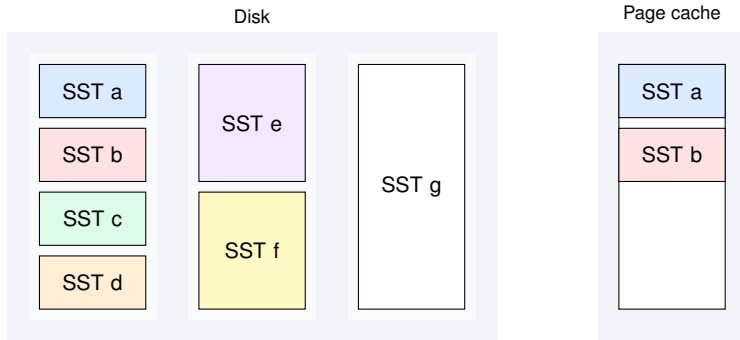 Disk
SST a
SST b
SST c
SST d
SST e
SST f
SST g
Page cache
SST a
SST b